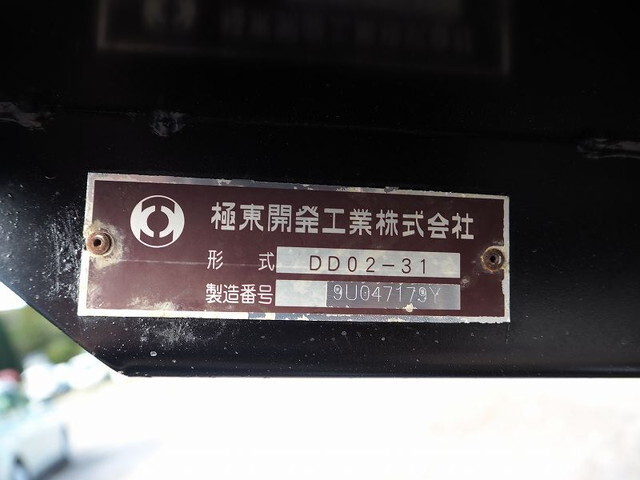 極東開発工業株式会社
形式 DD02-31
製造番号 9U047179Y